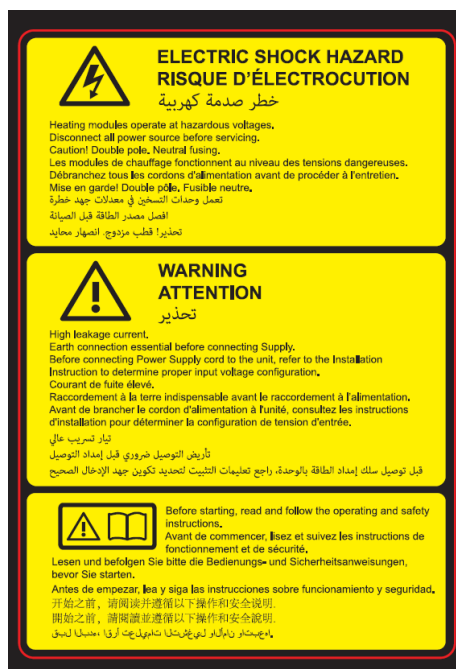 ELECTRIC SHOCK HAZARD
RISQUE D'ÉLECTROCUTION
خطر صدمة كهربية
Heating modules operate at hazardous voltages.
Disconnect all power source before servicing.
Caution! Double pole. Neutral fusing.
Les modules de chauffage fonctionnent au niveau des tensions dangereuses.
Débranchez tous les cordons d'alimentation avant de procéder à l'entretien.
Mise en garde! Double pôle. Fusible neutre.
تعمل وحدات التسخين في معدلات جهد خطرة
افصل مصدر الطاقة قبل الصيانة
تحذير! قطب مزدوج. انصهار محايد
WARNING
ATTENTION
تحذير
High leakage current.
Earth connection essential before connecting Supply.
Before connecting Power Supply cord to the unit, refer to the Installation
Instruction to determine proper input voltage configuration.
Courant de fuite élevé.
Raccordement à la terre indispensable avant le raccordement à l'alimentation.
Avant de brancher le cordon d'alimentation à l'unité, consultez les instructions
d'installation pour déterminer la configuration de tension d'entrée.
تيار تسريب عالي
تأريض التوصيل ضروري قبل إمداد التوصيل
قبل توصيل سلك إمداد الطاقة بالوحدة، راجع تعليمات التثبيت لتحديد تكوين جهد الإدخال الصحيح
Before starting, read and follow the operating and safety
instructions.
Avant de commencer, lisez et suivez les instructions de
fonctionnement et de sécurité.
Lesen und befolgen Sie bitte die Bedienungs- und Sicherheitsanweisungen,
bevor Sie starten.
Antes de empezar, lea y siga las instrucciones sobre funcionamiento y seguridad.
开始之前，请阅读并遵循以下操作和安全说明.
開始之前，請閱讀並遵循以下操作和安全說明.
.اهعبتاو ناملأاو ليغشتلا تاميلعت أرقا ،ءدبلا لبق